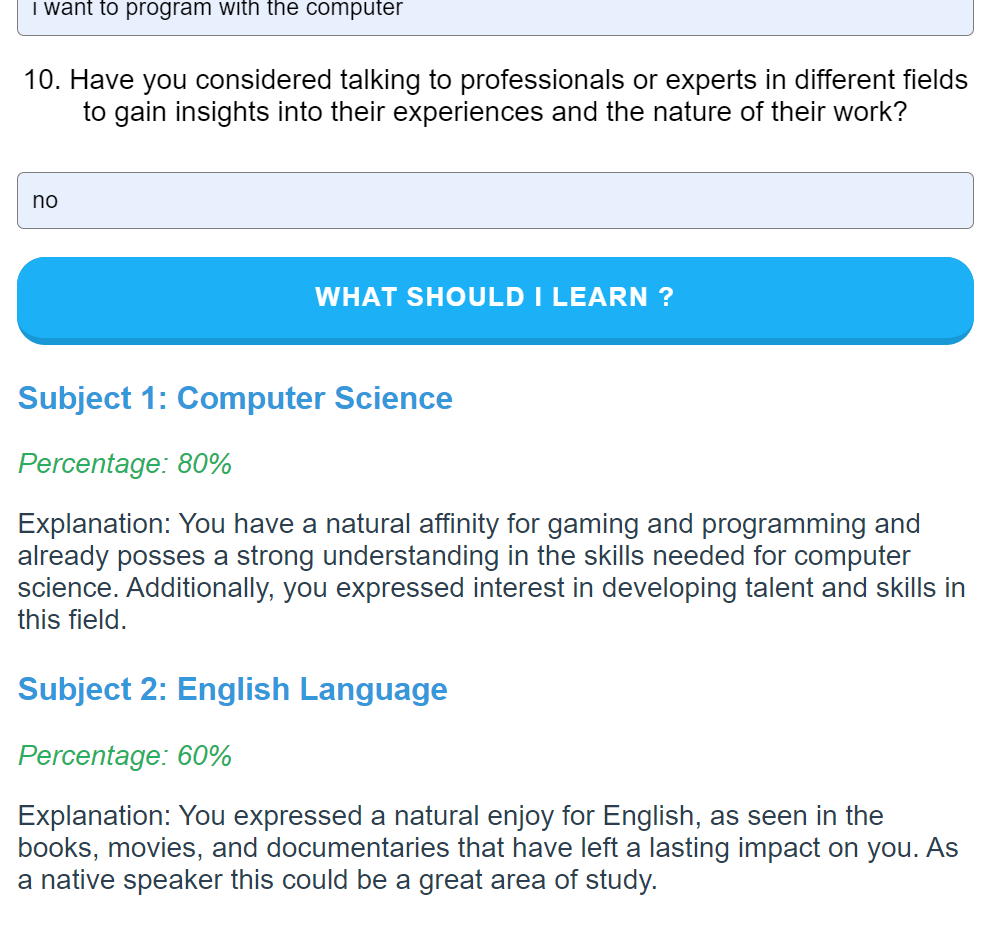 i want to program with the computer
10. Have you considered talking to professionals or experts in different fields
to gain insights into their experiences and the nature of their work?
no
WHAT SHOULD I LEARN ?
Subject 1: Computer Science
Percentage: 80%
Explanation: You have a natural affinity for gaming and programming and
already posses a strong understanding in the skills needed for computer
science. Additionally, you expressed interest in developing talent and skills in
this field.
Subject 2: English Language
Percentage: 60%
Explanation: You expressed a natural enjoy for English, as seen in the
books, movies, and documentaries that have left a lasting impact on you. As
a native speaker this could be a great area of study.